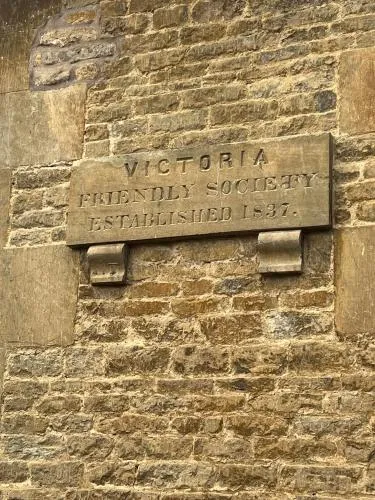 VICTORIA
FRIENDLY SOCIETY
ESTABLISHED 1837.